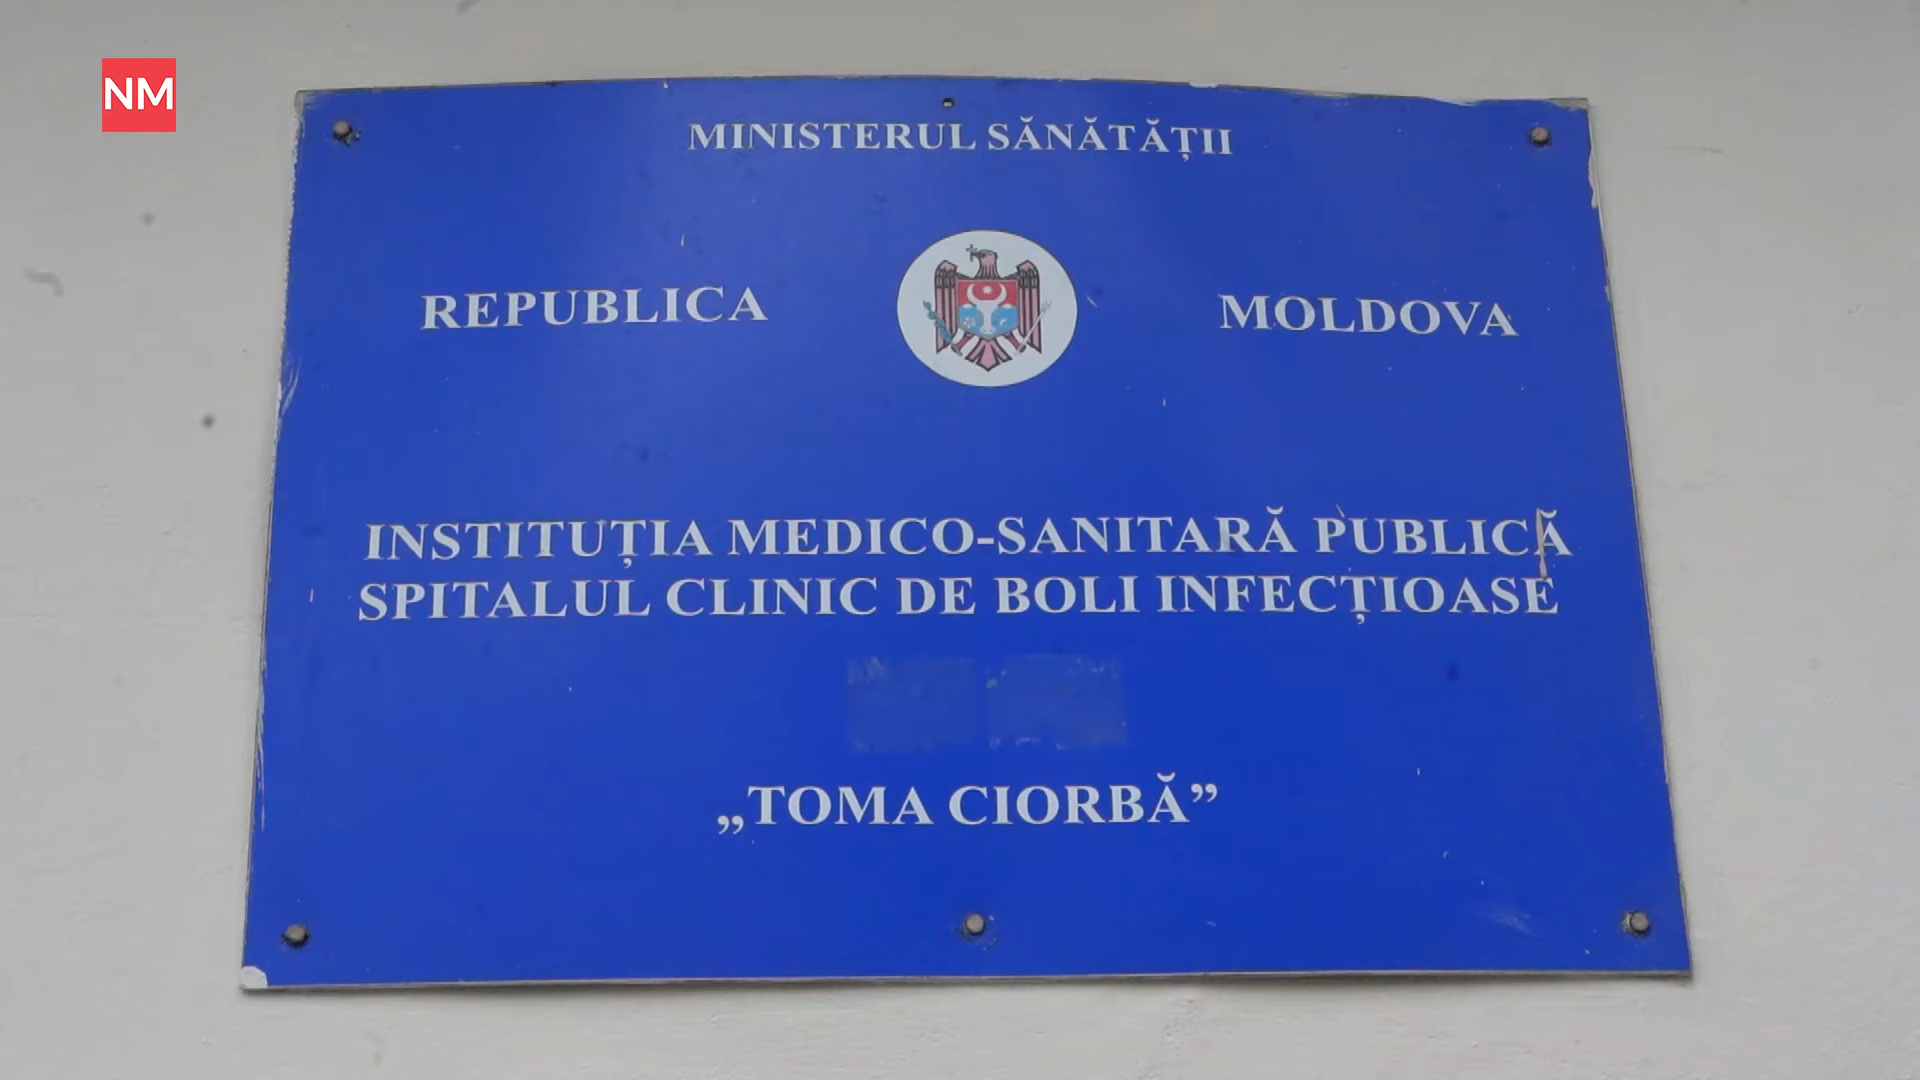 NM
MINISTERUL SĂNĂTĂȚII
REPUBLICA MOLDOVA
INSTITUȚIA MEDICO-SANITARĂ PUBLICĂ
SPITALUL CLINIC DE BOLI INFECȚIOASE
„TOMA CIORBĂ”